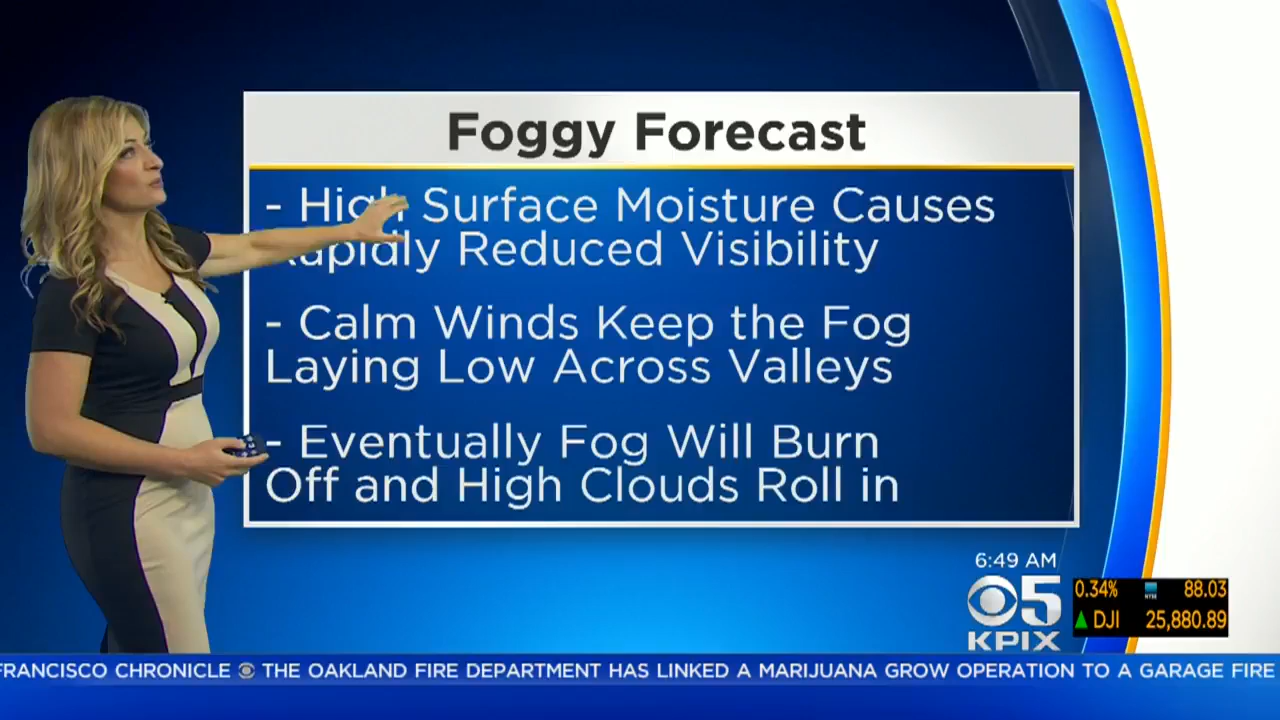 Foggy Forecast
- High Surface Moisture Causes
Rapidly Reduced Visibility
- Calm Winds Keep the Fog
Laying Low Across Valleys
- Eventually Fog Will Burn
Off and High Clouds Roll in
6:49 AM
5
KPIX
0.34% 88.03
DJI 25,880.89
FRANCISCO CHRONICLE THE OAKLAND FIRE DEPARTMENT HAS LINKED A MARIJUANA GROW OPERATION TO A GARAGE FIRE